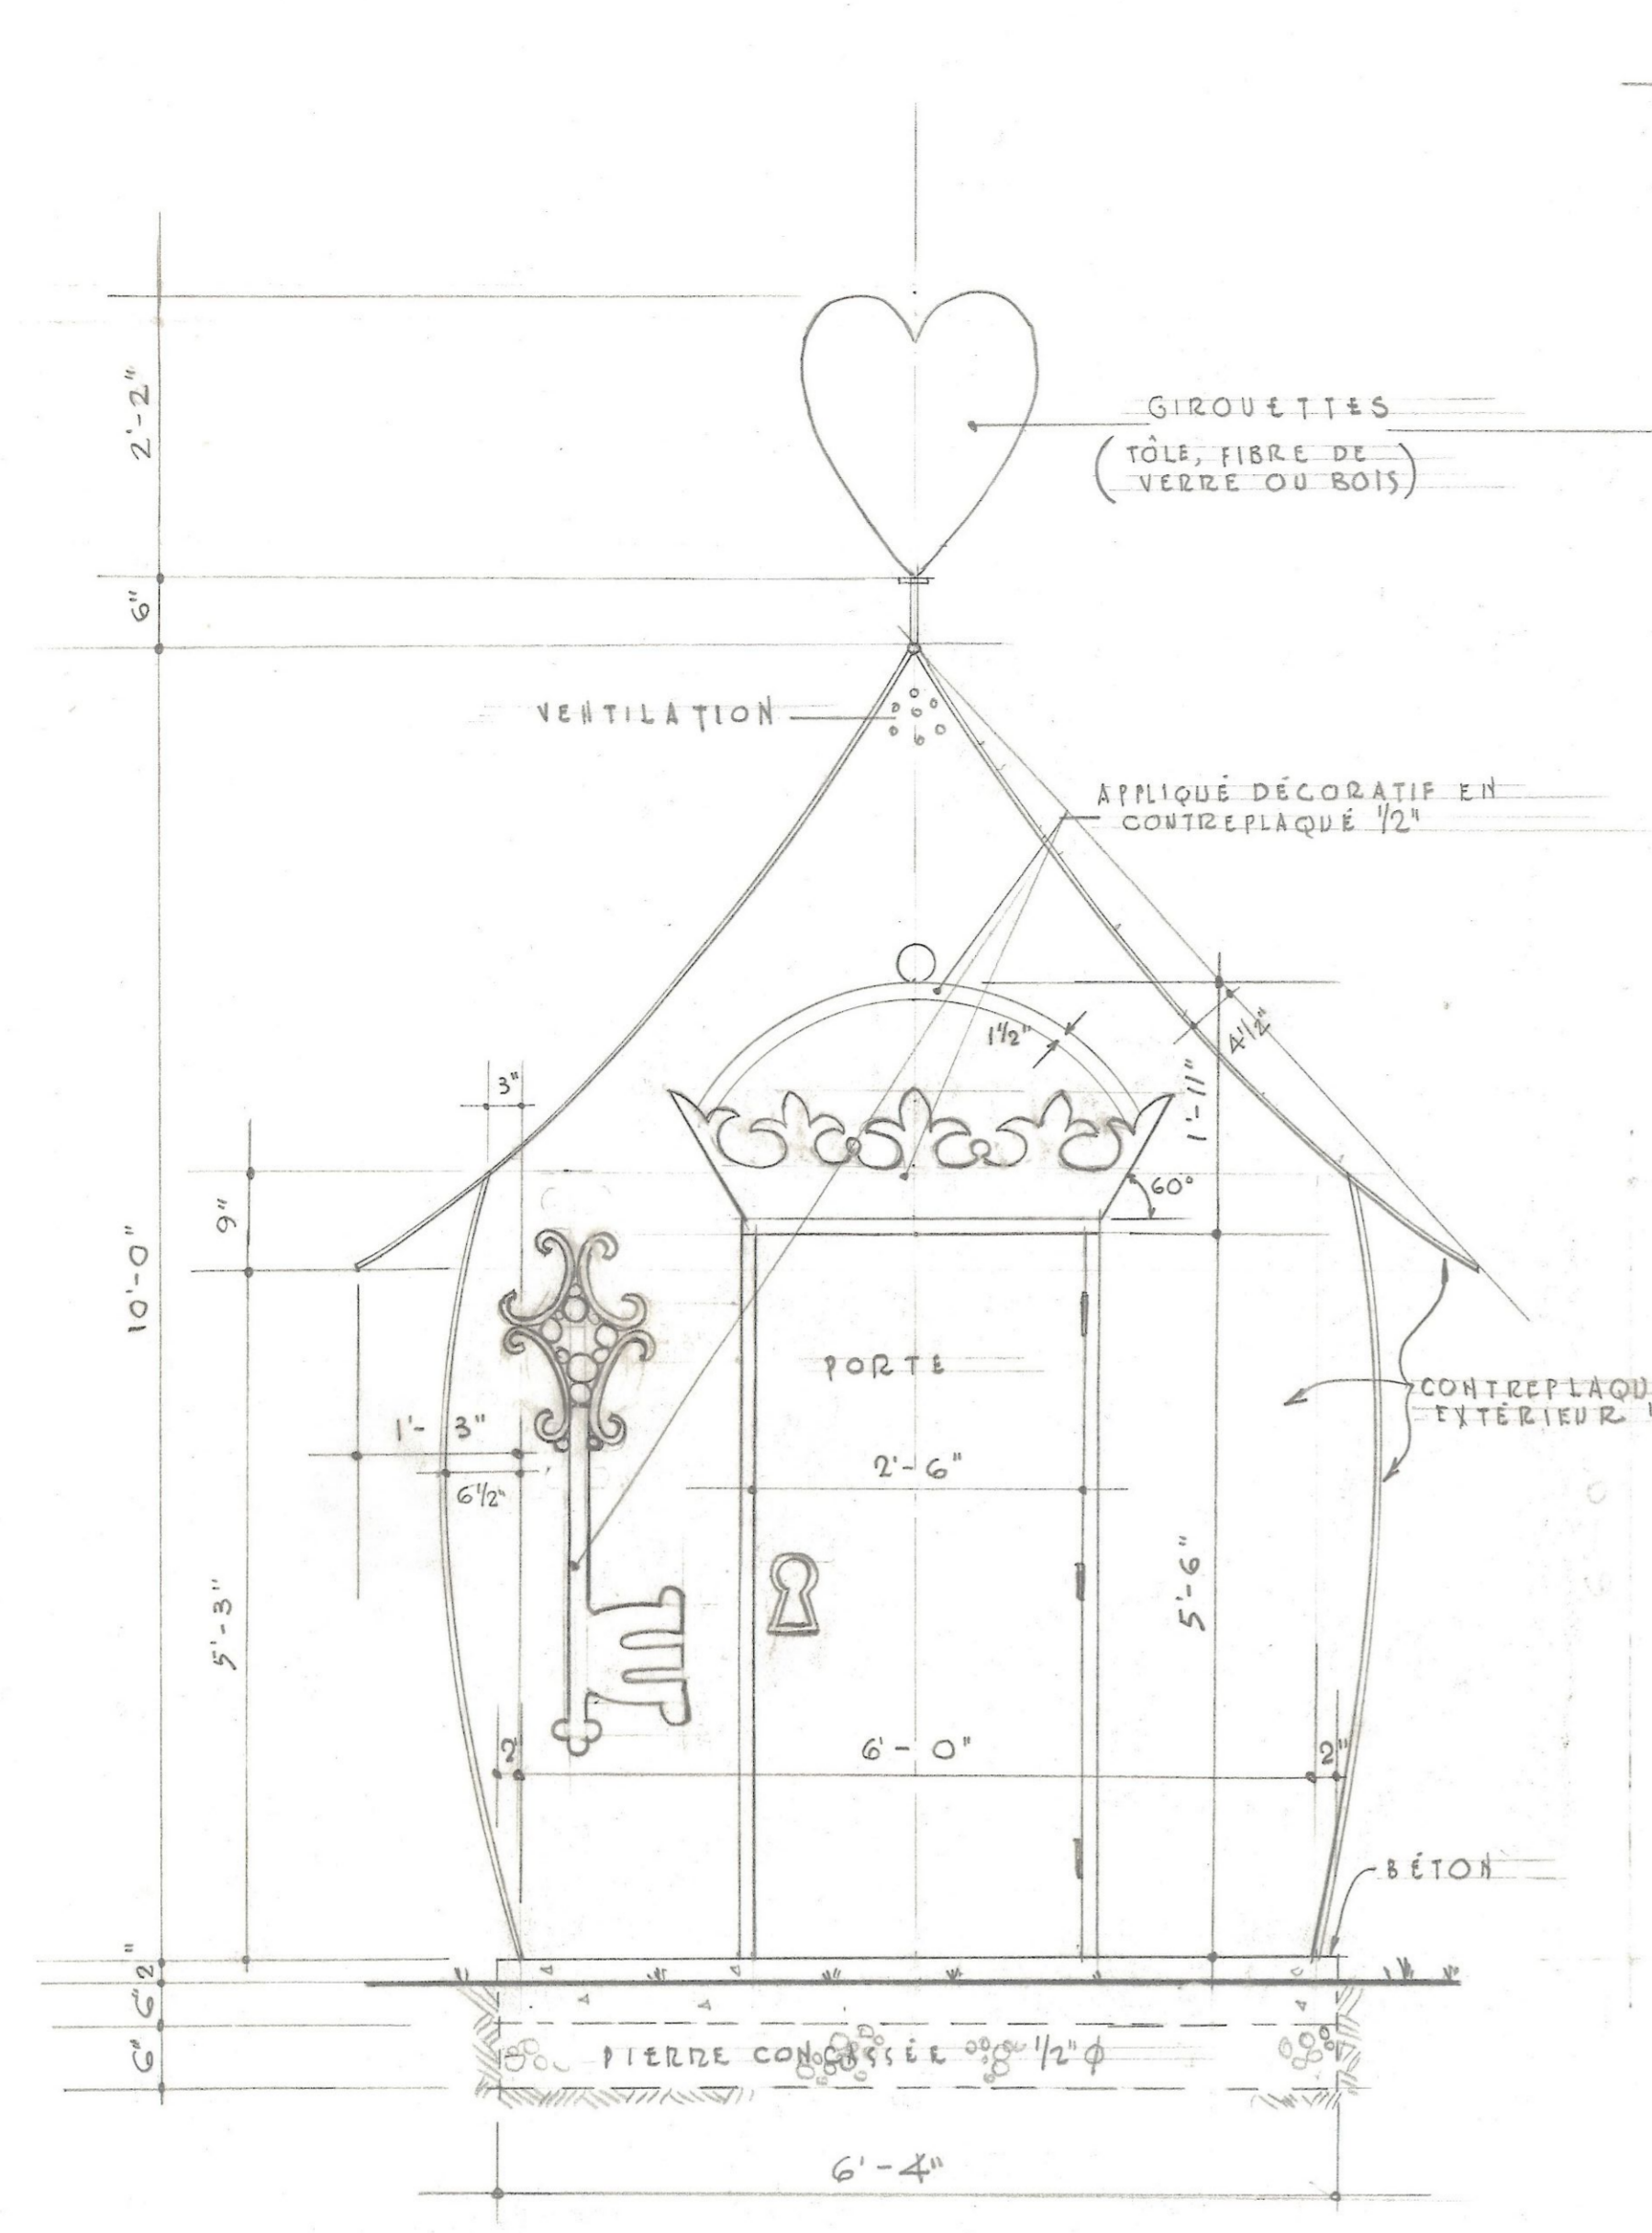 2'-2"
GIROUETTES
(TÔLE, FIBRE DE
VERRE OU BOIS)
6"
VENTILATION
APPLIQUÉ DÉCORATIF EN
CONTREPLAQUÉ 1/2"
1 1/2"
4 1/2"
3"
1'-11"
60°
9"
10'-0"
PORTE
CONTREPLAQU
EXTÉRIEUR
1'-3"
2'-6"
6 1/2"
5'-6"
5'-3"
2
6'-0"
2"
BÉTON
2"
6"
6"
PIERRE CONCASSÉE 1/2" Ø
6'-4"